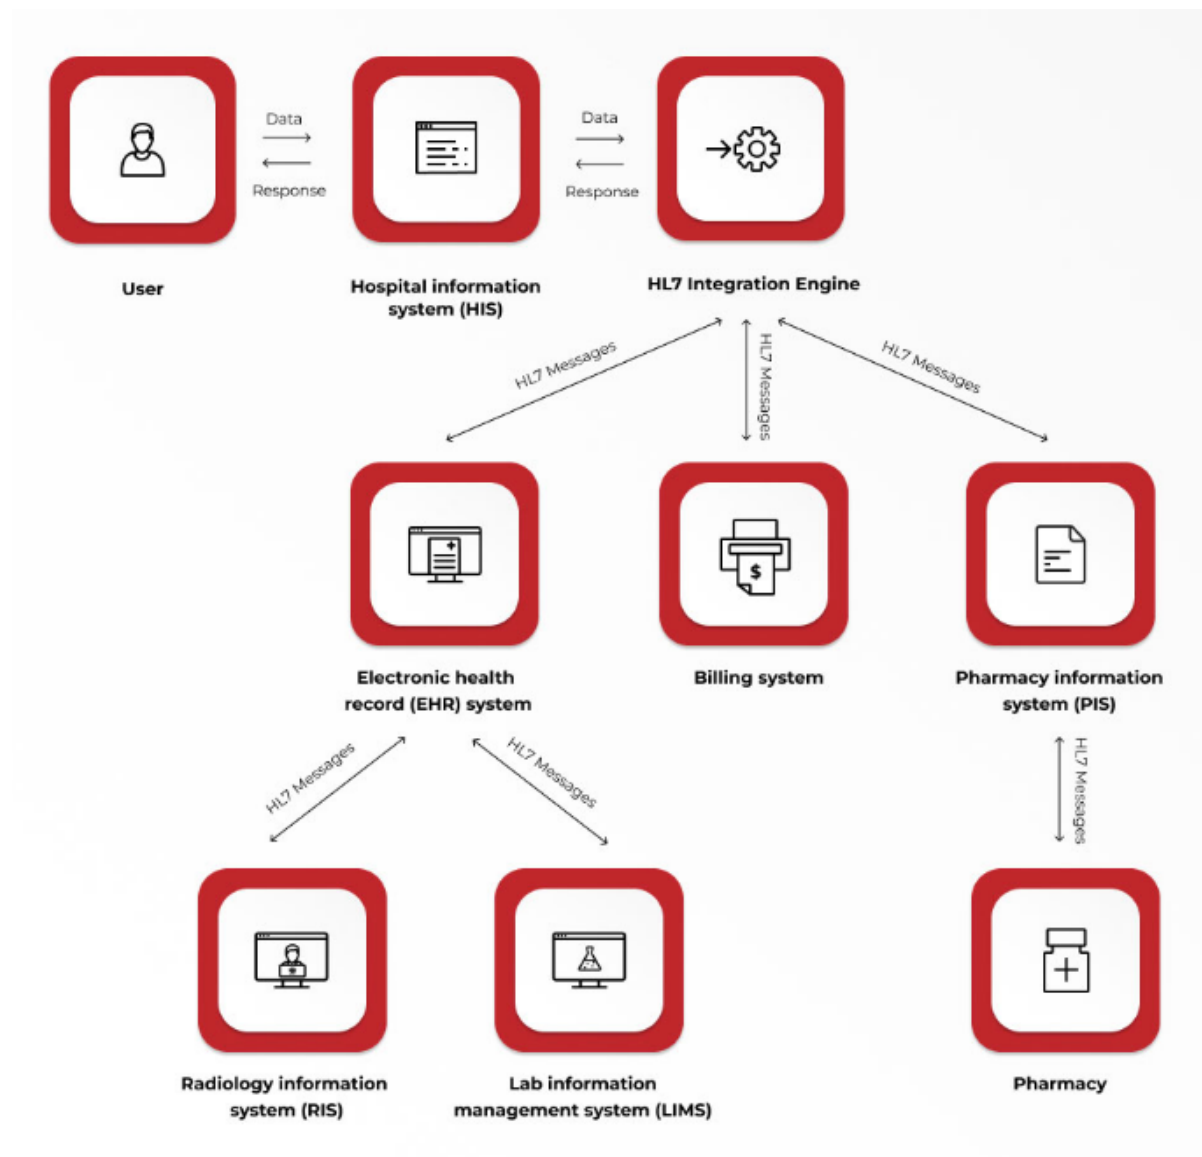 Data
Response
Data
Response
User
Hospital information
system (HIS)
HL7 Integration Engine
HL7 Messages
HL7 Messages
HL7 Messages
$
Electronic health
record (EHR) system
Billing system
Pharmacy information
system (PIS)
HL7 Messages
HL7 Messages
HL7 Messages
Radiology information
system (RIS)
Lab information
management system (LIMS)
Pharmacy